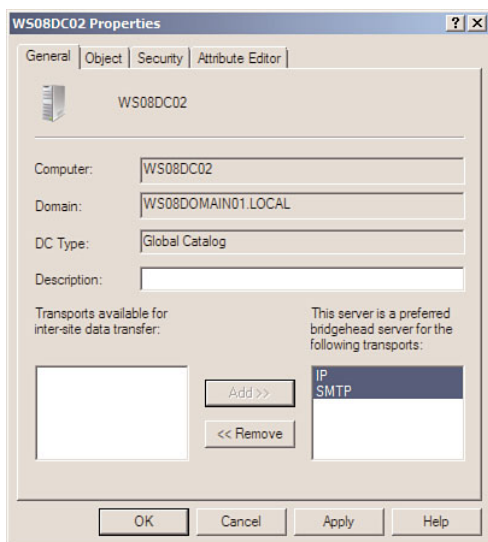 WS08DC02 Properties
? X
General Object Security Attribute Editor
WS08DC02
Computer: WS08DC02
Domain: WS08DOMAIN01.LOCAL
DC Type: Global Catalog
Description:
Transports available for
inter-site data transfer:
This server is a preferred
bridgehead server for the
following transports:
IP
SMTP
Add >>
<< Remove
OK Cancel Apply Help